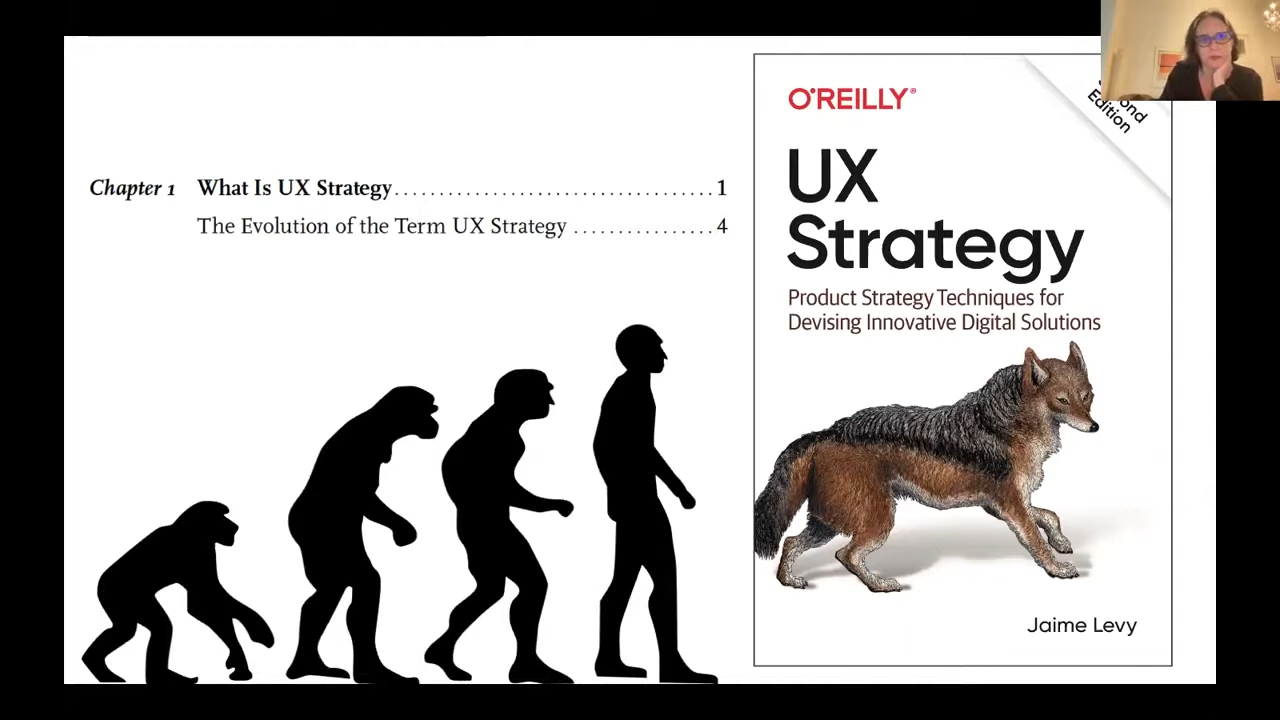 Chapter 1 What Is UX Strategy.....................................1
The Evolution of the Term UX Strategy ................4
O'REILLY®
Edition
UX
Strategy
Product Strategy Techniques for
Devising Innovative Digital Solutions
Jaime Levy